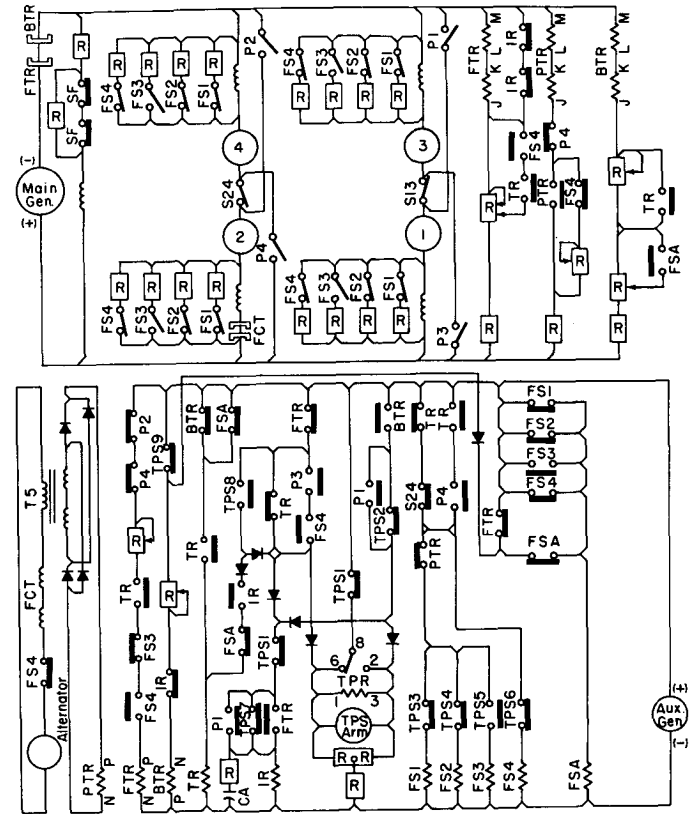 FTR
BTR
R
SF
SF
R
(-)
Main
Gen.
(+)
FS4
FS3
FS2
FS1
R
R
R
R
P2
4
S24
2
P4
FS4
FS3
FS2
FS1
R
R
R
R
FCT
FS4
FS3
FS2
FS1
R
R
R
R
P1
3
S13
1
P3
FS4
FS3
FS2
FS1
R
R
R
R
FTR
J
K
L
M
IR
IR
FS4
TR
R
R
PTR
J
K
L
M
P4
PTR
FS4
R
R
BTR
J
K
L
M
R
TR
FSA
R
R
T5
FCT
FS4
Alternator
PTR
N
P
P2
P4
R
TR
FS3
FS4
FTR
N
P
TPS9
R
IR
BTR
N
P
BTR
TR
TR
FSA
TPS8
IR
FSA
P1
TPS7
R
CA
TR
TPS1
FTR
IR
FTR
P3
FS4
TPS1
8
6
2
TPR
1
3
TPS
Arm
R
R
R
BTR
P1
TPS2
TR
TR
S24
P4
PTR
TPS3
TPS4
TPS5
TPS6
FS1
FS2
FS3
FS4
FTR
FS1
FS2
FS3
FS4
FSA
FSA
(+)
Aux.
Gen
(-)